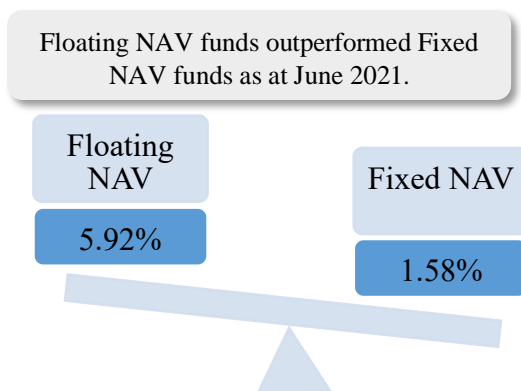 Floating NAV funds outperformed Fixed
NAV funds as at June 2021.
Floating
NAV
5.92%
Fixed NAV
1.58%